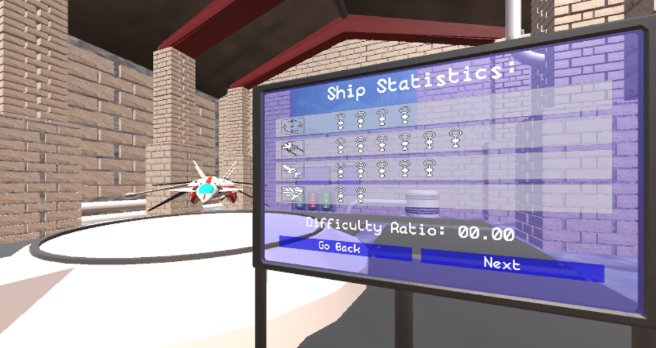 Ship Statistics:
Difficulty Ratio: 00.00
Go Back
Next